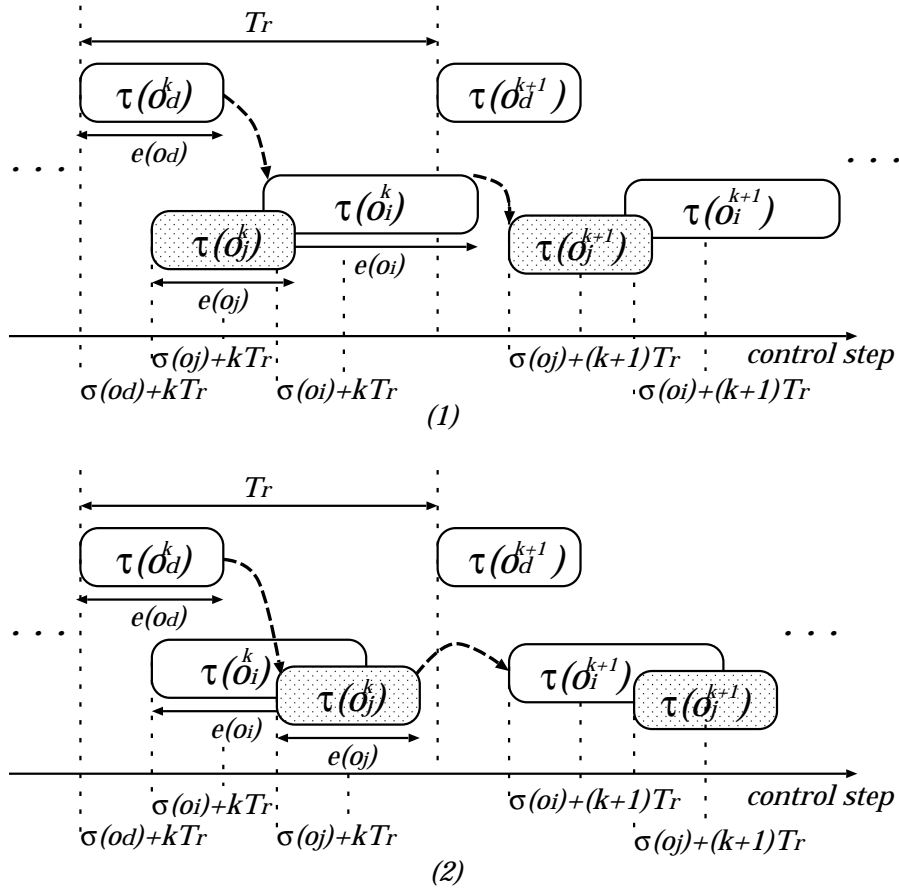 Tr
τ(o_d^k) τ(o_d^{k+1})
e(od)
. . . . . .
τ(o_i^k) τ(o_i^{k+1})
τ(o_j^k) τ(o_j^{k+1})
e(oi)
e(oj)
σ(oj)+kTr σ(oj)+(k+1)Tr control step
σ(od)+kTr σ(oi)+kTr σ(oi)+(k+1)Tr
(1)
Tr
τ(o_d^k) τ(o_d^{k+1})
e(od)
. . . . . .
τ(o_i^k) τ(o_i^{k+1})
τ(o_j^k) τ(o_j^{k+1})
e(oi)
e(oj)
σ(oi)+kTr σ(oi)+(k+1)Tr control step
σ(od)+kTr σ(oj)+kTr σ(oj)+(k+1)Tr
(2)